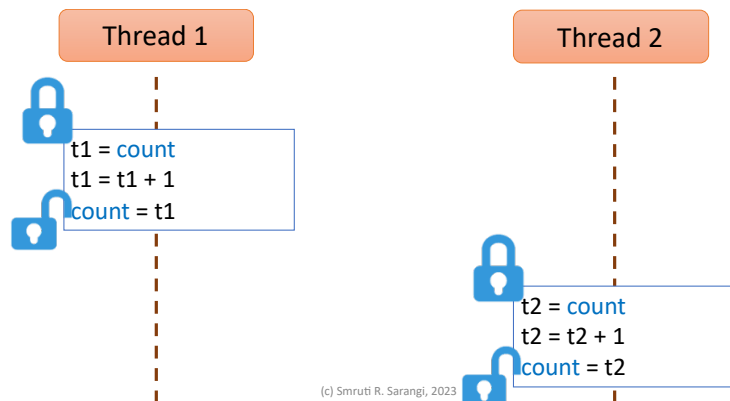 Thread 1
Thread 2
t1 = count
t1 = t1 + 1
count = t1
t2 = count
t2 = t2 + 1
count = t2
(c) Smruti R. Sarangi, 2023